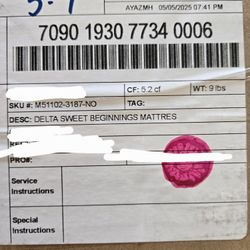 AYAZMH 05/05/2025 07:41 PM
7090 1930 7734 0006
CF: 5.2 cf WT: 9 lbs
SKU #: M51102-3187-NO TAG:
DESC: DELTA SWEET BEGINNINGS MATTRES
PRO#:
Service
Instructions
Special
Instructions